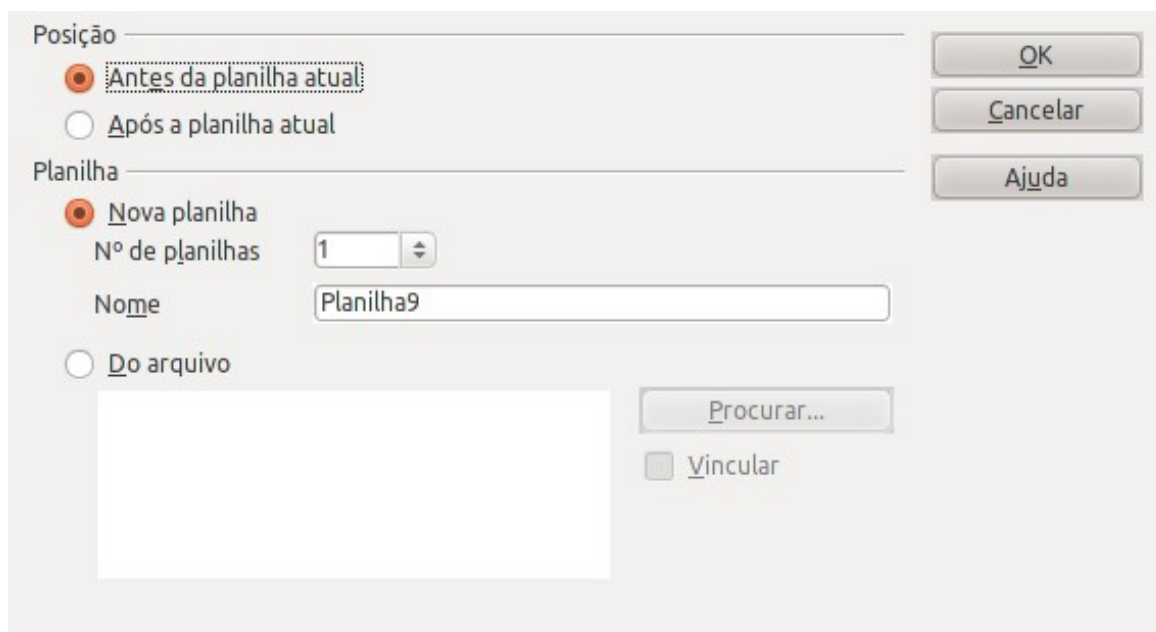 Posição
Antes da planilha atual
Após a planilha atual
OK
Cancelar
Ajuda
Planilha
Nova planilha
Nº de planilhas 1
Nome Planilha9
Do arquivo
Procurar...
Vincular